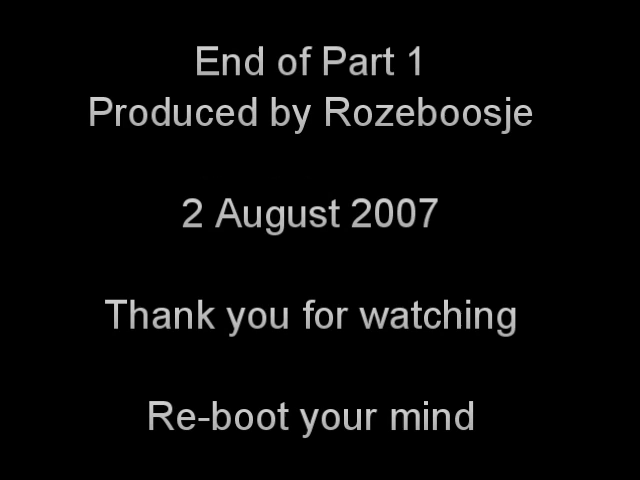 End of Part 1
Produced by Rozeboosje
2 August 2007
Thank you for watching
Re-boot your mind